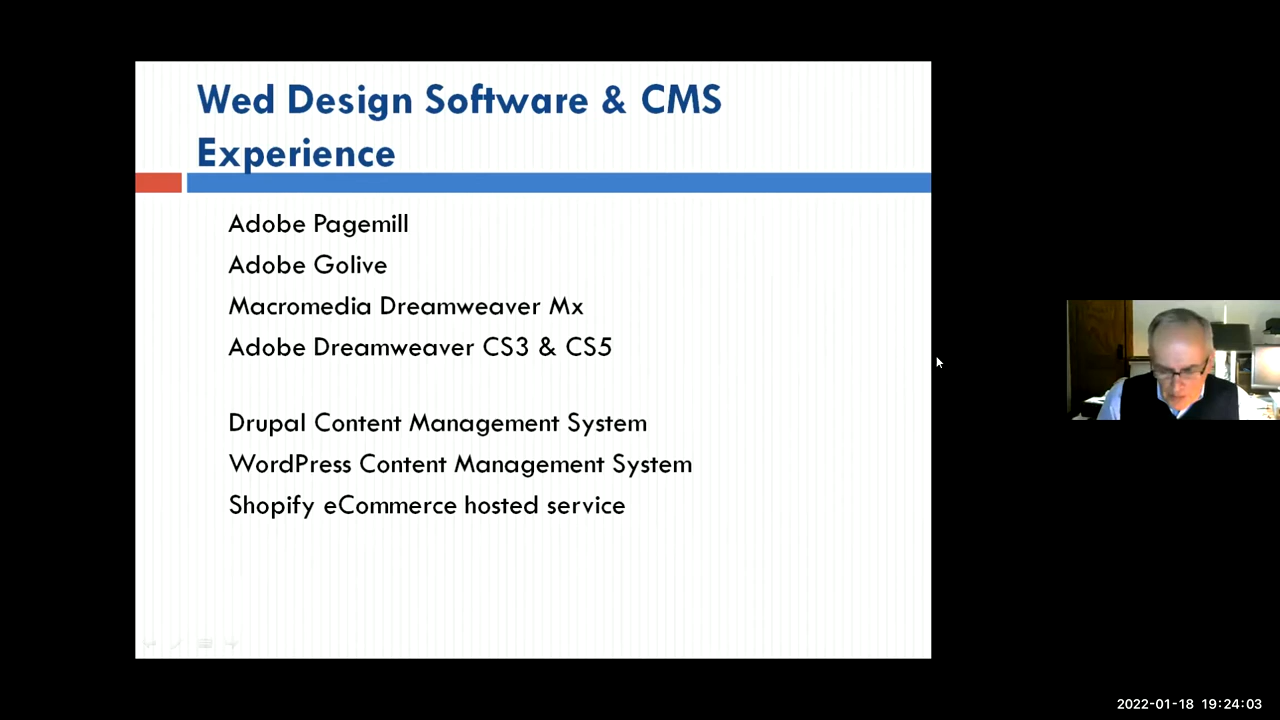 Wed Design Software & CMS
Experience
Adobe Pagemill
Adobe Golive
Macromedia Dreamweaver Mx
Adobe Dreamweaver CS3 & CS5
Drupal Content Management System
WordPress Content Management System
Shopify eCommerce hosted service
2022-01-18 19:24:03